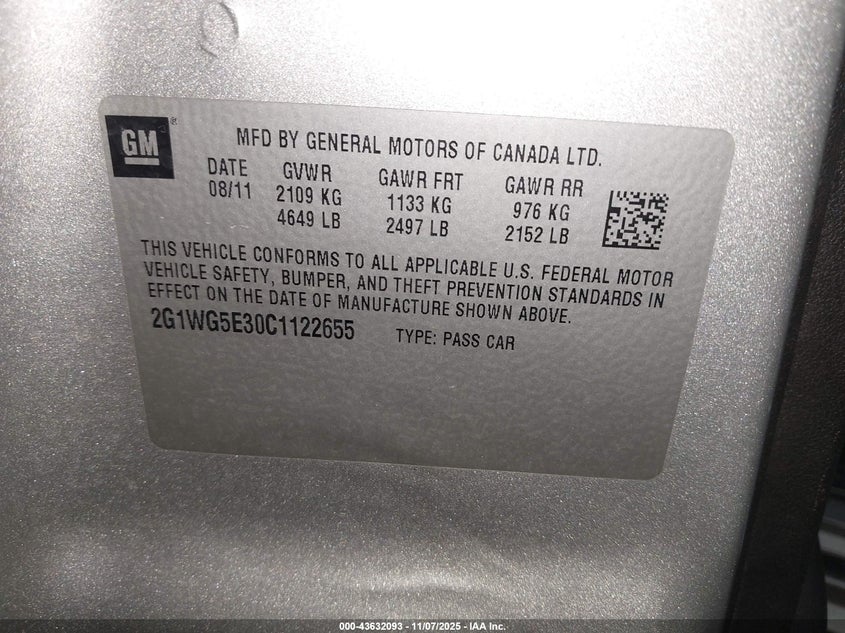 GM®
MFD BY GENERAL MOTORS OF CANADA LTD.
DATE GVWR GAWR FRT GAWR RR
08/11 2109 KG 1133 KG 976 KG
4649 LB 2497 LB 2152 LB
THIS VEHICLE CONFORMS TO ALL APPLICABLE U.S. FEDERAL MOTOR
VEHICLE SAFETY, BUMPER, AND THEFT PREVENTION STANDARDS IN
EFFECT ON THE DATE OF MANUFACTURE SHOWN ABOVE.
2G1WG5E30C1122655 TYPE: PASS CAR
000-43632093 - 11/07/2025 - IAA Inc.